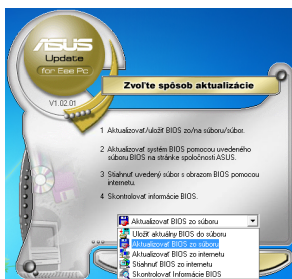 ASUS
Update
for Eee Pc
V1.02.01
Zvoľte spôsob aktualizácie
1 Aktualizovať/uložiť BIOS zo/na súboru/súbor.
2 Aktualizovať systém BIOS pomocou uvedeného
súboru BIOS na stránke spoločnosti ASUS.
3 Stiahnuť uvedený súbor s obrazom BIOS pomocou
internetu.
4 Skontrolovať informácie BIOS.
Aktualizovať BIOS zo súboru
Uložiť aktuálny BIOS do súboru
Aktualizovať BIOS zo súboru
Aktualizovať BIOS zo internetu
Stiahnuť BIOS zo internetu
Skontrolovať Informácie BIOS